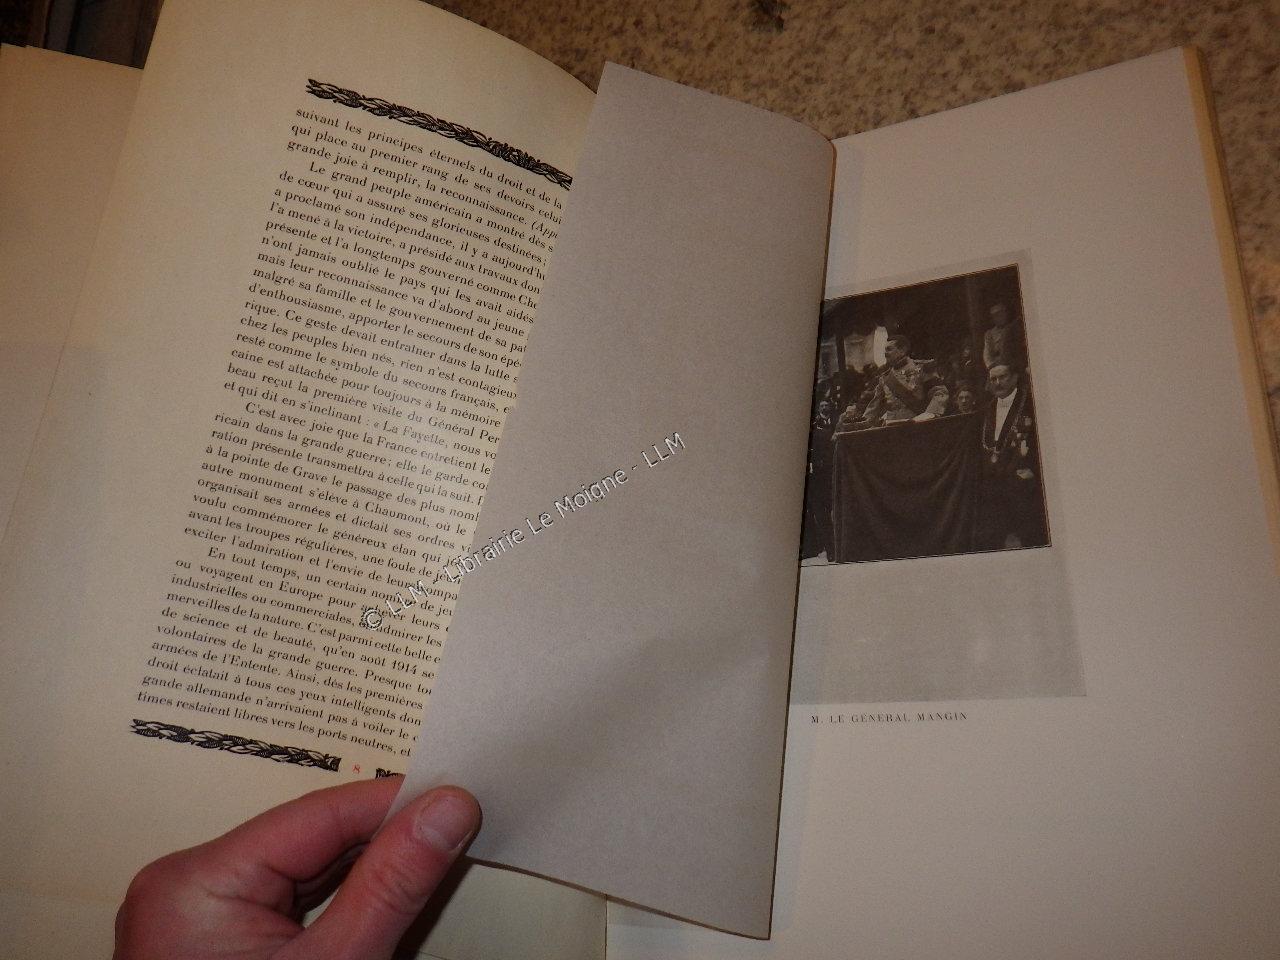 suivant les principes éternels du droit et de la
qui place au premier rang de ses devoirs celui
grande joie à remplir, la reconnaissance. (App
Le grand peuple américain a montré dès s
de cœur qui a assuré ses glorieuses destinées;
a proclamé son indépendance, il y a aujourd'hu
l'a mené à la victoire, a présidé aux travaux don
présente et l'a longtemps gouverné comme Che
n'ont jamais oublié le pays qui les avait aidés
mais leur reconnaissance va d'abord au jeune
malgré sa famille et le gouvernement de sa pat
d'enthousiasme, apporter le secours de son épé
rique. Ce geste devait entraîner dans la lutte s
chez les peuples bien nés, rien n'est contagieux
resté comme le symbole du secours français, e
caine est attachée pour toujours à la mémoire
beau reçut la première visite du Général Per
et qui dit en s'inclinant : « La Fayette, nous vo
C'est avec joie que la France entretient le
ricain dans la grande guerre; elle le garde co
ration présente transmettra à celle qui la suit.
à la pointe de Grave le passage des plus nom
autre monument s'élève à Chaumont, où le
organisait ses armées et dictait ses ordres vi
voulu commémorer le généreux élan qui j
avant les troupes régulières, une foule de je
exciter l'admiration et l'envie de leurs compa
En tout temps, un certain nombre de jeu
ou voyagent en Europe pour achever leurs
industrielles ou commerciales, ou admirer les
merveilles de la nature. C'est parmi cette belle e
de science et de beauté, qu'en août 1914 se
volontaires de la grande guerre. Presque tou
armées de l'Entente. Ainsi, dès les premières
droit éclatait à tous ces yeux intelligents don
gande allemande n'arrivaient pas à voiler le c
times restaient libres vers les ports neutres, et
8
M. LE GÉNÉRAL MANGIN
© LLM - Librairie Le Moigne - LLM